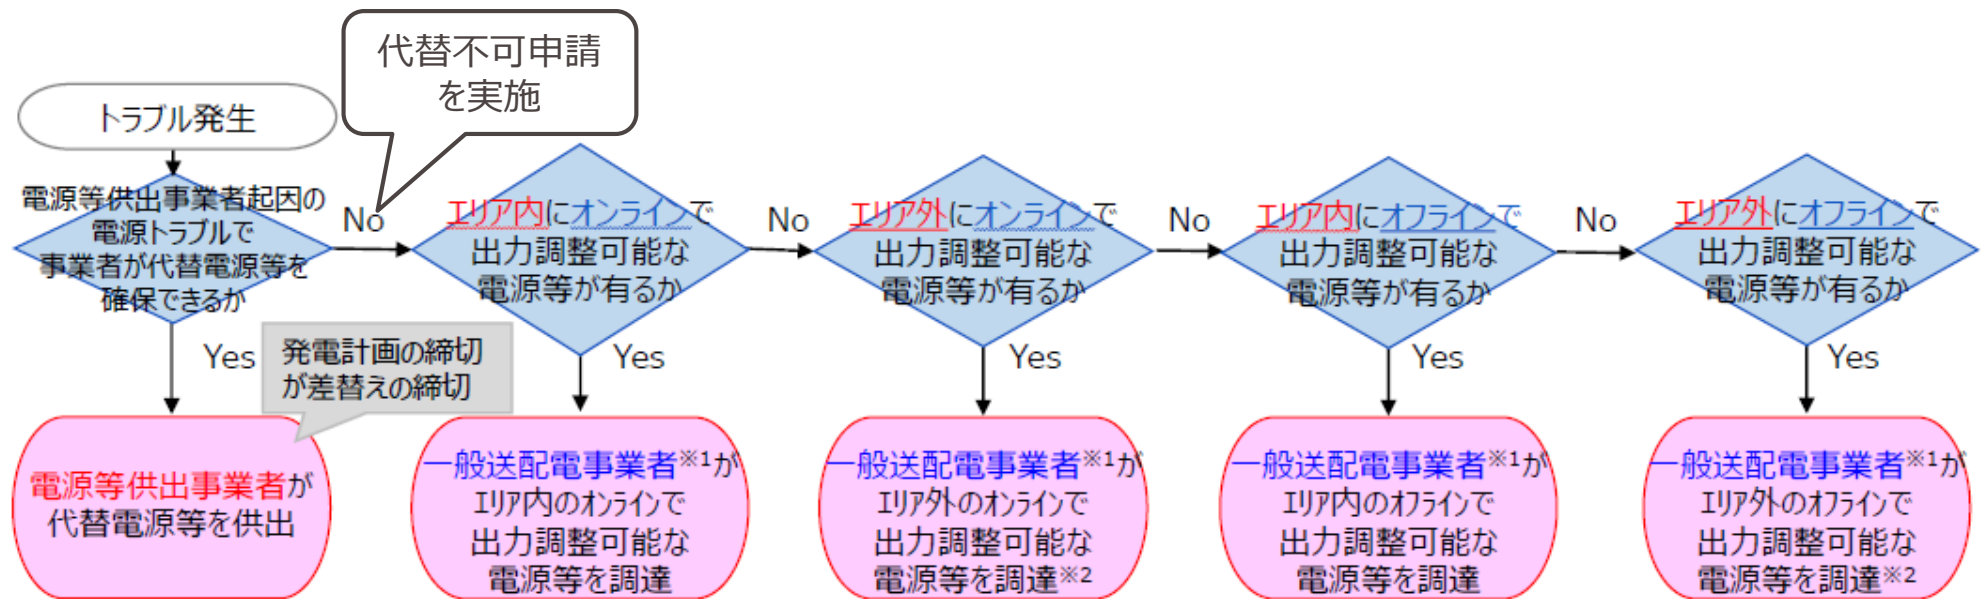 代替不可申請
を実施
トラブル発生
電源等供出事業者起因の
電源トラブルで
事業者が代替電源等を
確保できるか
No
エリア内にオンラインで
出力調整可能な
電源等が有るか
No
エリア外にオンラインで
出力調整可能な
電源等が有るか
No
エリア内にオフラインで
出力調整可能な
電源等が有るか
No
エリア外にオフラインで
出力調整可能な
電源等が有るか
Yes
発電計画の締切
が差替えの締切
Yes
Yes
Yes
Yes
電源等供出事業者が
代替電源等を供出
一般送配電事業者※1が
エリア内のオンラインで
出力調整可能な
電源等を調達
一般送配電事業者※1が
エリア外のオンラインで
出力調整可能な
電源等を調達※2
一般送配電事業者※1が
エリア内のオフラインで
出力調整可能な
電源等を調達
一般送配電事業者※1が
エリア外のオフラインで
出力調整可能な
電源等を調達※2